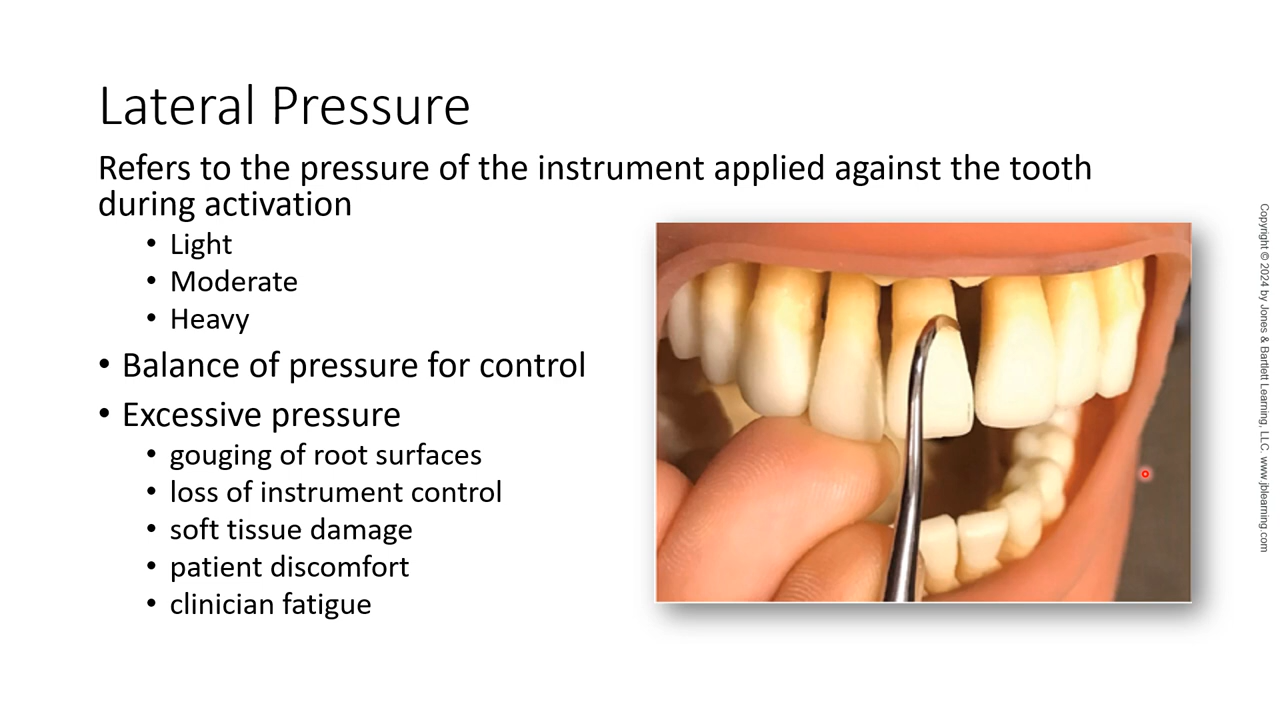 Lateral Pressure
Refers to the pressure of the instrument applied against the tooth
during activation
• Light
• Moderate
• Heavy
• Balance of pressure for control
• Excessive pressure
• gouging of root surfaces
• loss of instrument control
• soft tissue damage
• patient discomfort
• clinician fatigue
Copyright © 2024 by Jones & Bartlett Learning, LLC. www.jblearning.com